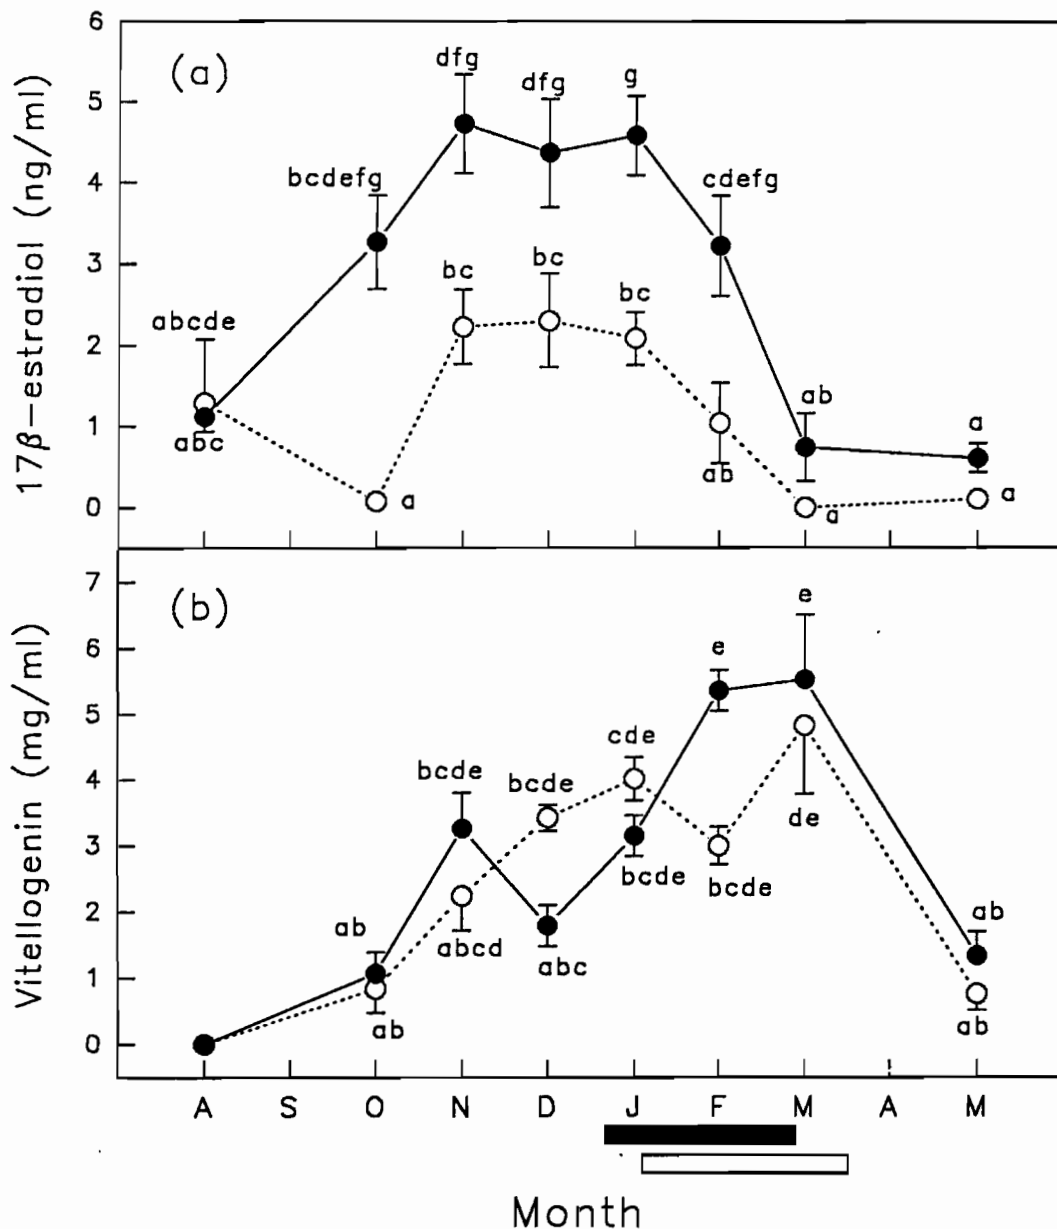 6
(a)
dfg
dfg
g
5
bcdefg
cdefg
4
17β-estradiol (ng/ml)
3
bc
bc
bc
abcde
2
ab
a
1
abc
ab
a
a
a
0
7
(b)
e
6
e
5
cde
bcde
bcde
4
Vitellogenin (mg/ml)
de
3
bcde
bcde
ab
ab
2
abcd
abc
1
ab
ab
0
A S O N D J F M A M
Month